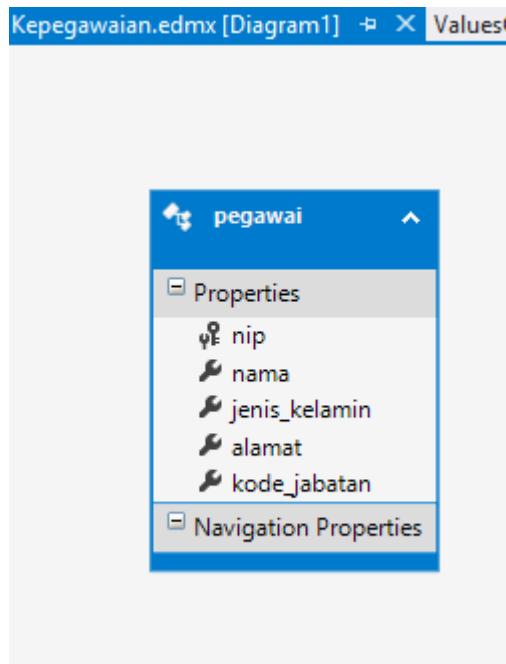 Kepegawaian.edmx [Diagram1] Values
pegawai
Properties
nip
nama
jenis_kelamin
alamat
kode_jabatan
Navigation Properties